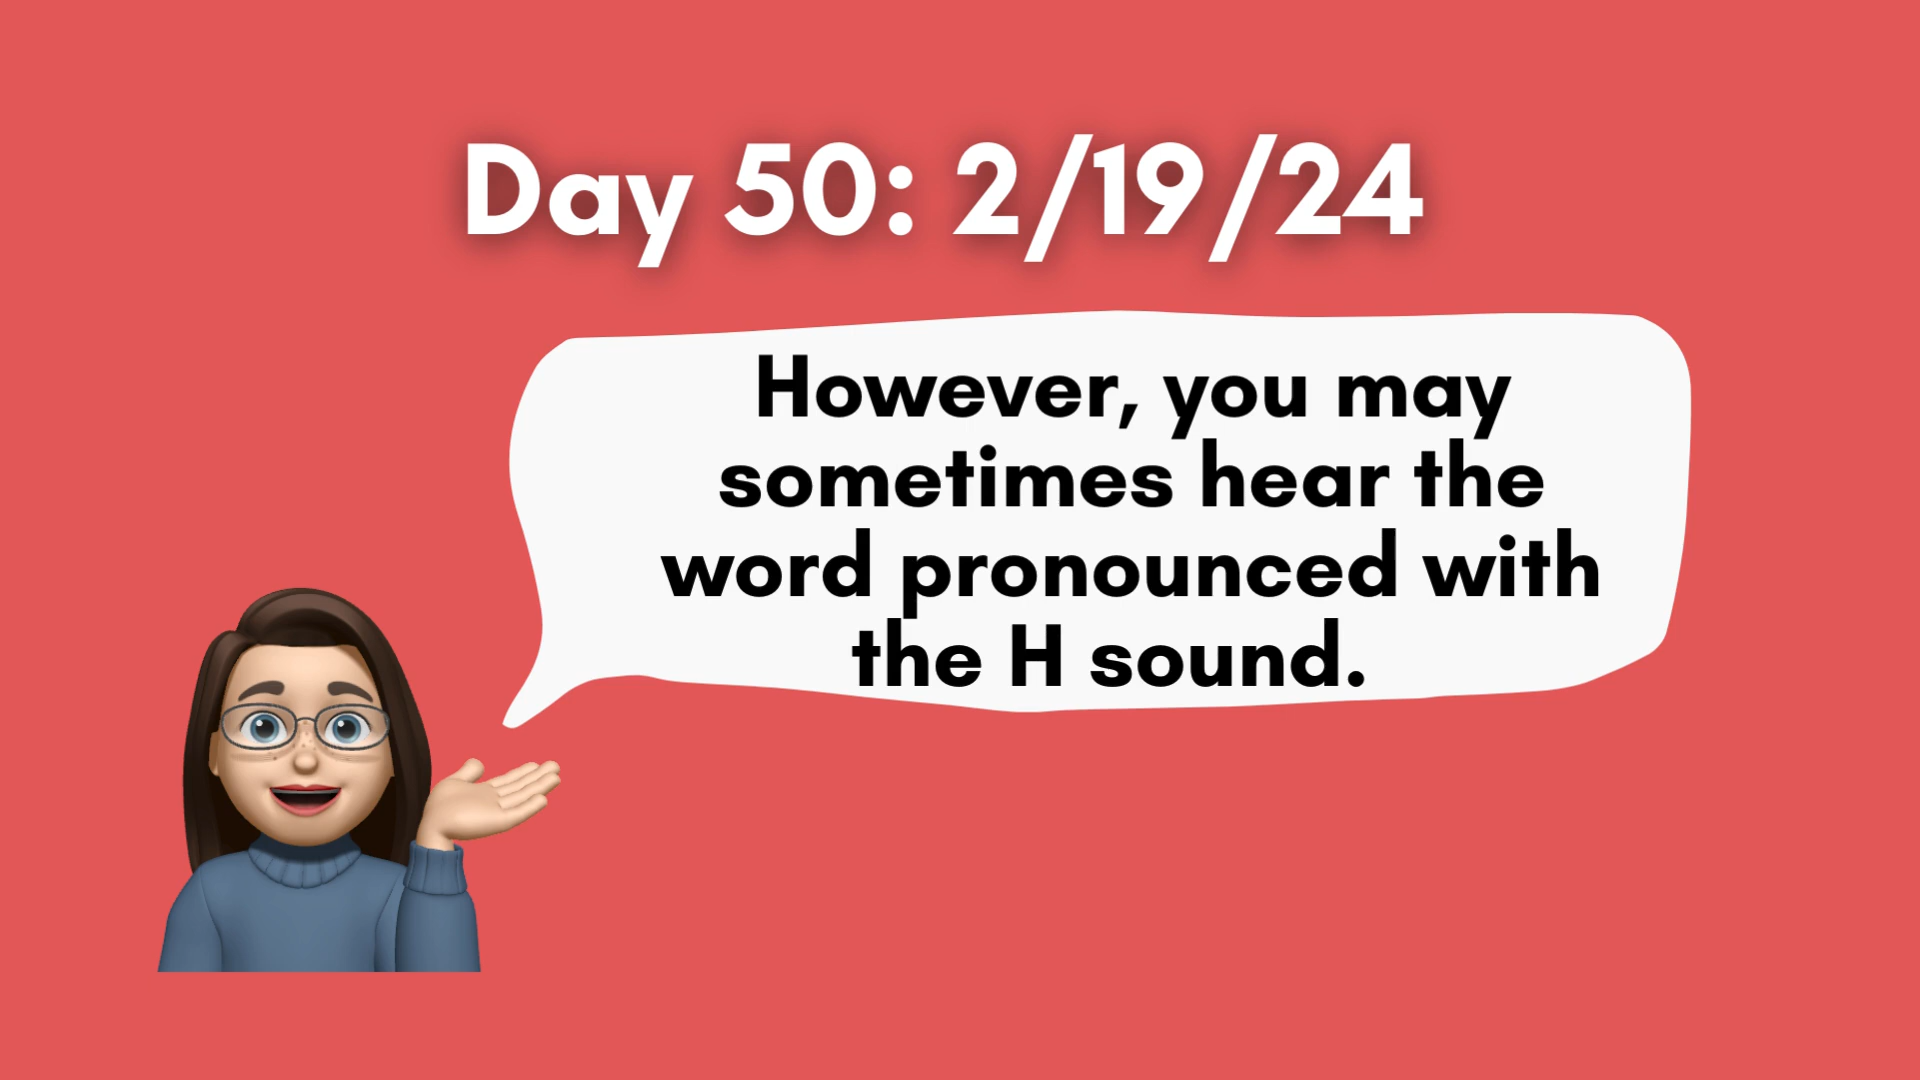 Day 50: 2/19/24
However, you may
sometimes hear the
word pronounced with
the H sound.